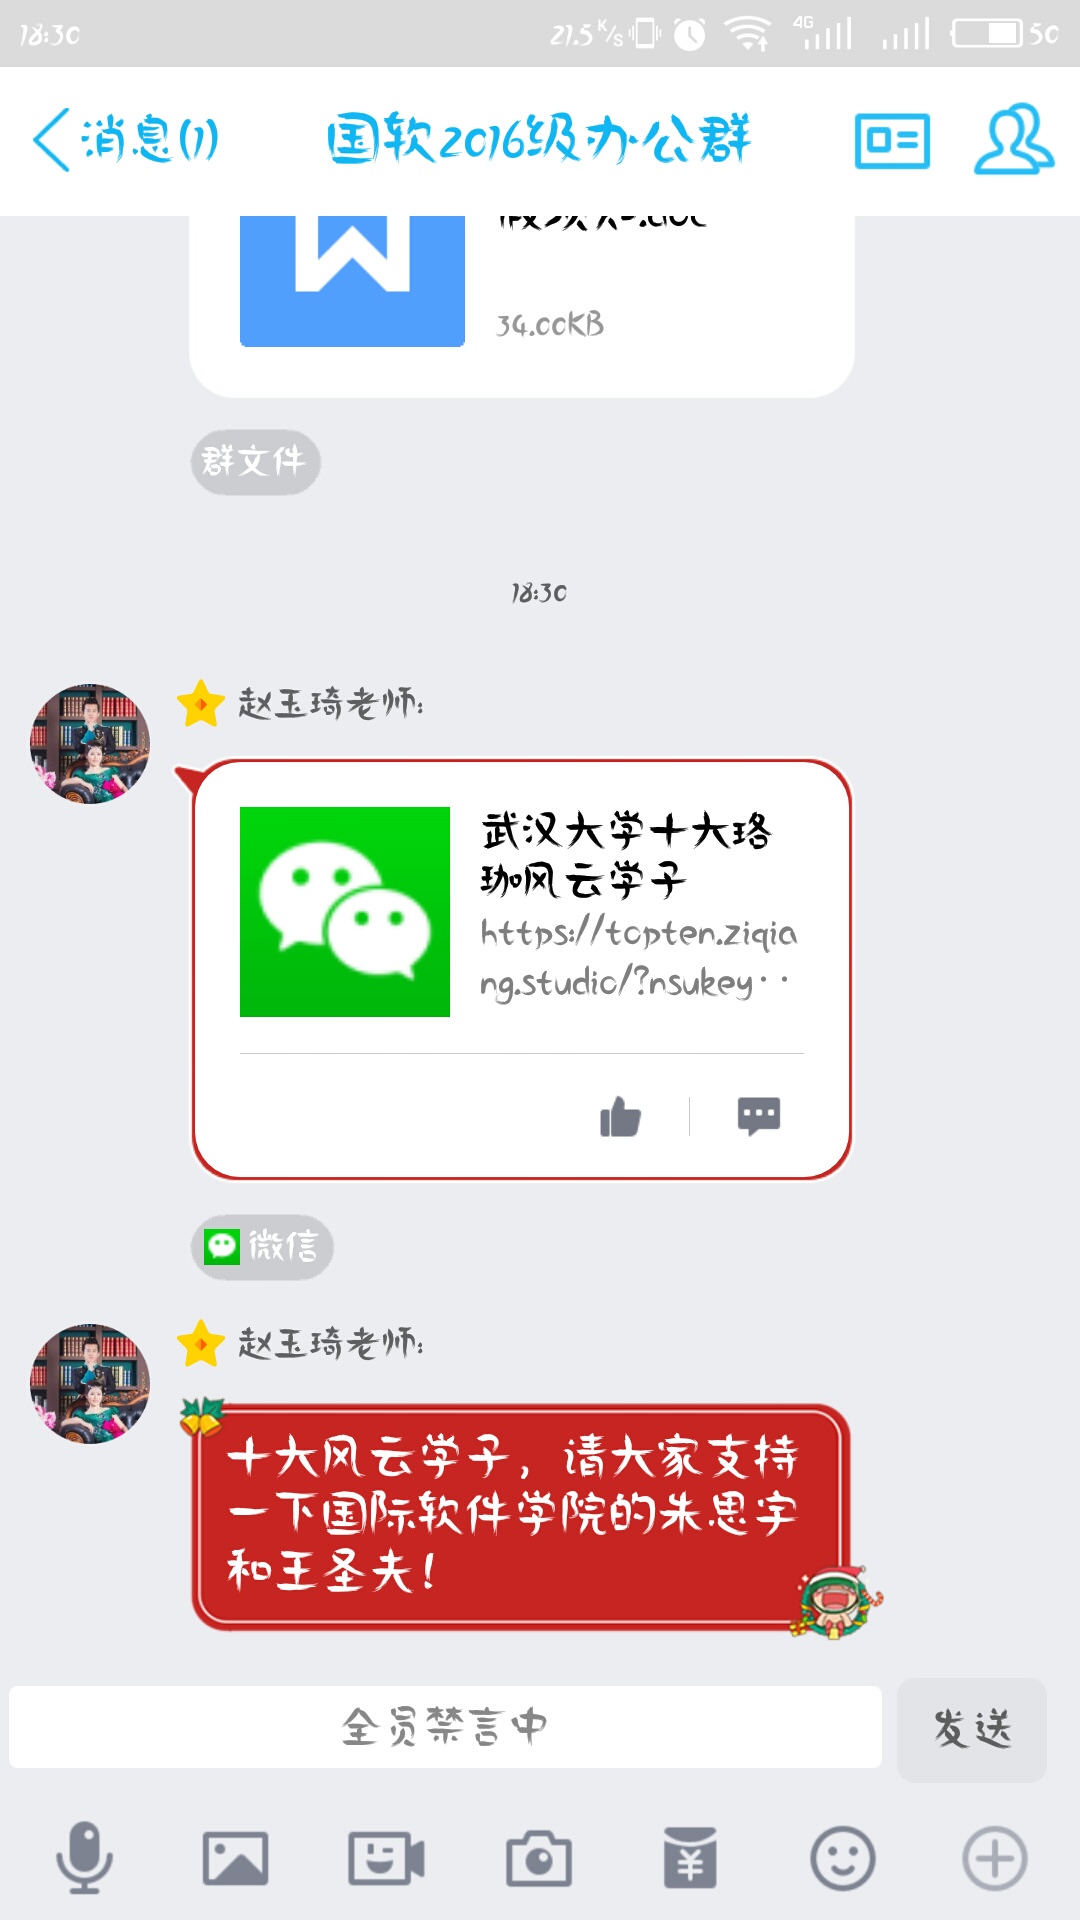 18:30
21.5 K/s
4G
50
消息(1)
国软2016级办公群
34.00KB
群文件
18:30
赵玉琦老师:
武汉大学十大珞
珈风云学子
https://topten.ziqia
ng.studio/?nsukey··
微信
赵玉琦老师:
十大风云学子，请大家支持
一下国际软件学院的朱思宇
和王圣夫!
全员禁言中
发送